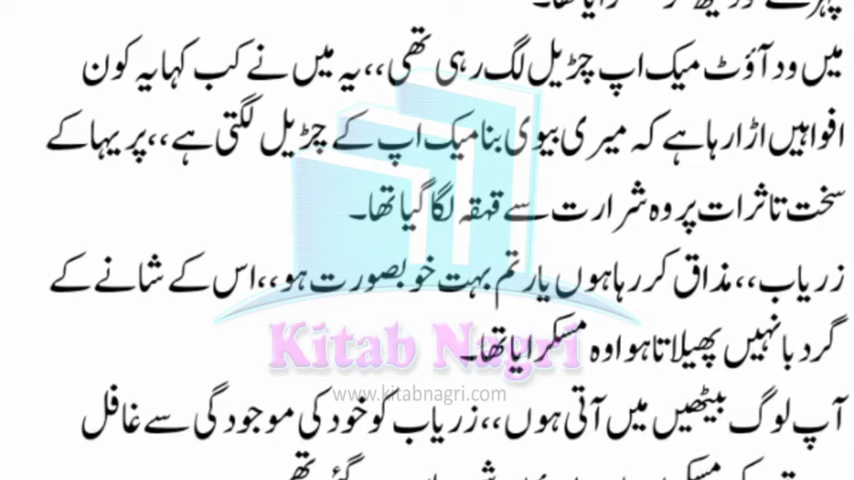 میں ود آؤٹ میک اپ چڑیل لگ رہی تھی،،یہ میں نے کب کہا یہ کون
افواہیں اڑا رہا ہے کہ میری بیوی بنا میک اپ کے چڑیل لگتی ہے،،پریہا کے
سخت تاثرات پر وہ شرارت سے قہقہ لگا گیا تھا۔
زریاب،،مذاق کر رہا ہوں یار تم بہت خوبصورت ہو،،اس کے شانے کے
گرد بانہیں پھیلاتا ہوا وہ مسکرایا تھا۔
Kitab Nagri
www.kitabnagri.com
آپ لوگ بیٹھیں میں آتی ہوں،،زریاب کو خود کی موجودگی سے غافل